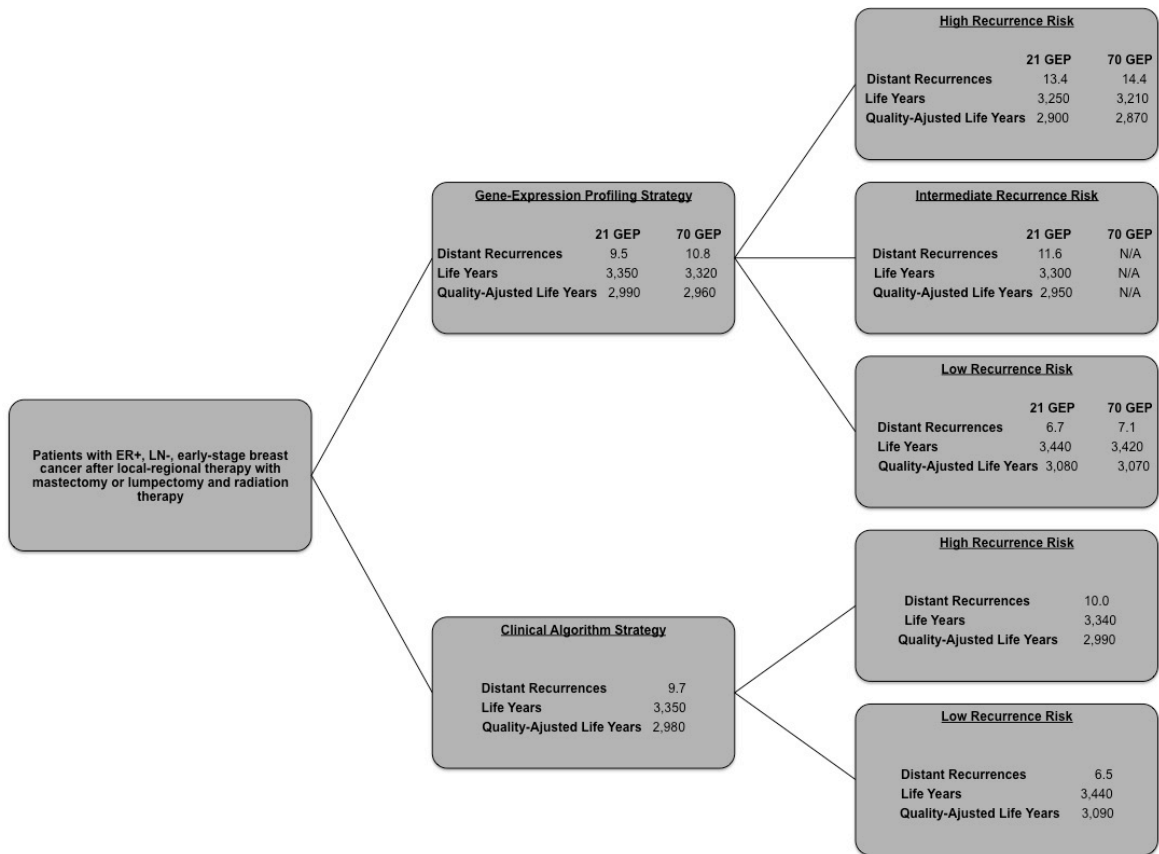 Patients with ER+, LN-, early-stage breast
cancer after local-regional therapy with
mastectomy or lumpectomy and radiation
therapy
Gene-Expression Profiling Strategy
21 GEP 70 GEP
Distant Recurrences 9.5 10.8
Life Years 3,350 3,320
Quality-Ajusted Life Years 2,990 2,960
Clinical Algorithm Strategy
Distant Recurrences 9.7
Life Years 3,350
Quality-Ajusted Life Years 2,980
High Recurrence Risk
21 GEP 70 GEP
Distant Recurrences 13.4 14.4
Life Years 3,250 3,210
Quality-Ajusted Life Years 2,900 2,870
Intermediate Recurrence Risk
21 GEP 70 GEP
Distant Recurrences 11.6 N/A
Life Years 3,300 N/A
Quality-Ajusted Life Years 2,950 N/A
Low Recurrence Risk
21 GEP 70 GEP
Distant Recurrences 6.7 7.1
Life Years 3,440 3,420
Quality-Ajusted Life Years 3,080 3,070
High Recurrence Risk
Distant Recurrences 10.0
Life Years 3,340
Quality-Ajusted Life Years 2,990
Low Recurrence Risk
Distant Recurrences 6.5
Life Years 3,440
Quality-Ajusted Life Years 3,090